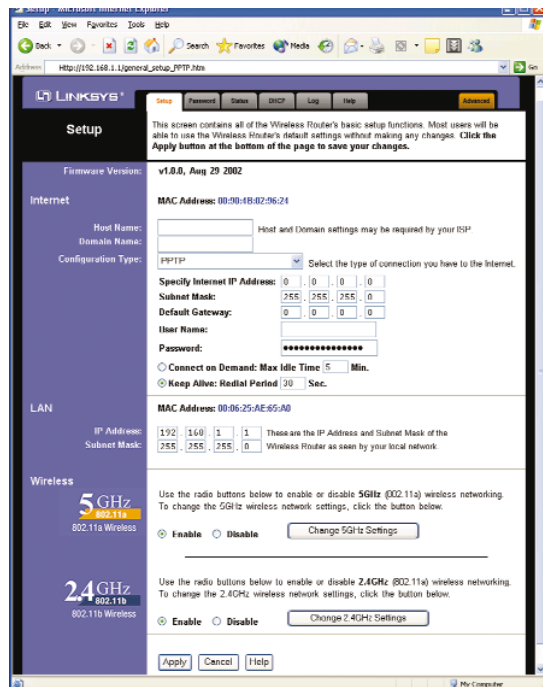 Setup - Microsoft Internet Explorer
File Edit View Favorites Tools Help
Back Search Favorites Media
Address Http://192.168.1.1/general_setup_PPTP.htm Go
LINKSYS® Setup Password Status DHCP Log Help Advanced
Setup
This screen contains all of the Wireless Router's basic setup functions. Most users will be
able to use the Wireless Router's default settings without making any changes. Click the
Apply button at the bottom of the page to save your changes.
Firmware Version: v1.0.0, Aug 29 2002
Internet MAC Address: 00:90:4B:02:96:24
Host Name: Host and Domain settings may be required by your ISP
Domain Name:
Configuration Type: PPTP Select the type of connection you have to the Internet.
Specify Internet IP Address: 0 . 0 . 0 . 0
Subnet Mask: 255 . 255 . 255 . 0
Default Gateway: 0 . 0 . 0 . 0
User Name:
Password: •••••••••••••••
Connect on Demand: Max Idle Time 5 Min.
Keep Alive: Redial Period 30 Sec.
LAN MAC Address: 00:06:25:AE:65:A0
IP Address: 192 . 160 . 1 . 1 These are the IP Address and Subnet Mask of the
Subnet Mask: 255 . 255 . 255 . 0 Wireless Router as seen by your local network.
Wireless
5 GHz
802.11a
802.11a Wireless
Use the radio buttons below to enable or disable 5GHz (802.11a) wireless networking.
To change the 5GHz wireless network settings, click the button below.
Enable Disable Change 5GHz Settings
2.4 GHz
802.11b
802.11b Wireless
Use the radio buttons below to enable or disable 2.4GHz (802.11a) wireless networking.
To change the 2.4GHz wireless network settings, click the button below.
Enable Disable Change 2.4GHz Settings
Apply Cancel Help
My Computer